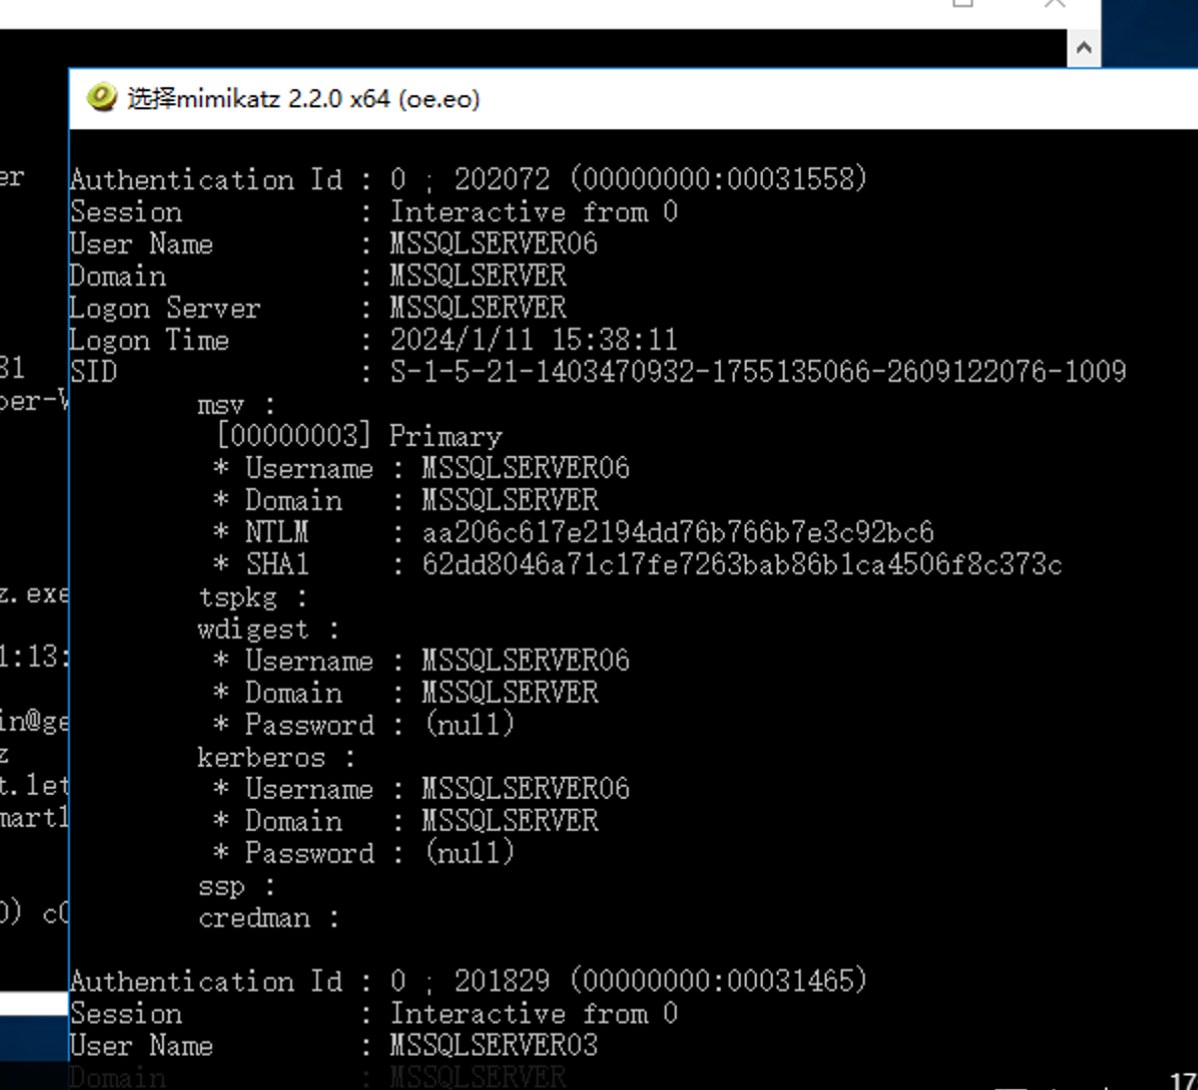 选择mimikatz 2.2.0 x64 (oe.eo)
Authentication Id : 0 ; 202072 (00000000:00031558)
Session : Interactive from 0
User Name : MSSQLSERVER06
Domain : MSSQLSERVER
Logon Server : MSSQLSERVER
Logon Time : 2024/1/11 15:38:11
SID : S-1-5-21-1403470932-1755135066-2609122076-1009
msv :
[00000003] Primary
* Username : MSSQLSERVER06
* Domain : MSSQLSERVER
* NTLM : aa206c617e2194dd76b766b7e3c92bc6
* SHA1 : 62dd8046a71c17fe7263bab86b1ca4506f8c373c
tspkg :
wdigest :
* Username : MSSQLSERVER06
* Domain : MSSQLSERVER
* Password : (null)
kerberos :
* Username : MSSQLSERVER06
* Domain : MSSQLSERVER
* Password : (null)
ssp :
credman :
Authentication Id : 0 ; 201829 (00000000:00031465)
Session : Interactive from 0
User Name : MSSQLSERVER03
Domain : MSSQLSERVER
er
31
ber-V
z.exe
1:13:
in@ge
z
t.let
mart1
0) c0
17